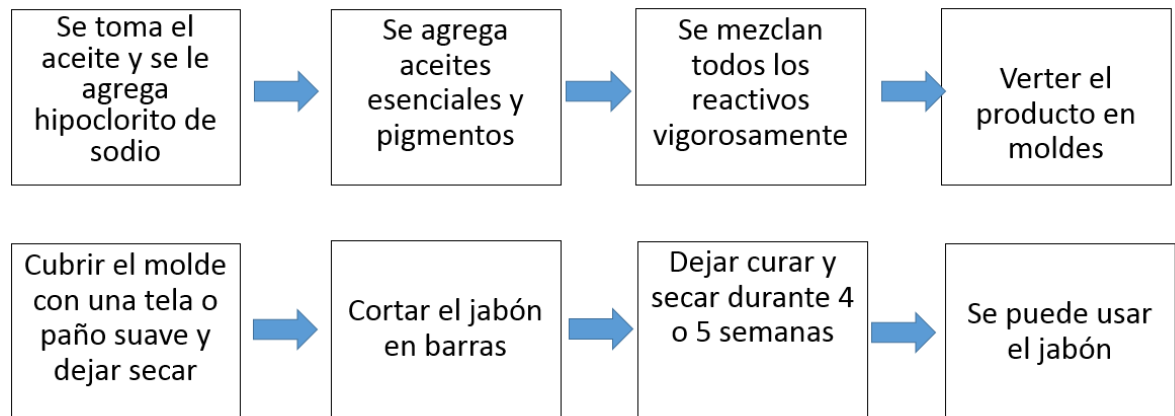 Se toma el
aceite y se le
agrega
hipoclorito de
sodio
Se agrega
aceites
esenciales y
pigmentos
Se mezclan
todos los
reactivos
vigorosamente
Verter el
producto en
moldes
Cubrir el molde
con una tela o
paño suave y
dejar secar
Cortar el jabón
en barras
Dejar curar y
secar durante 4
o 5 semanas
Se puede usar
el jabón